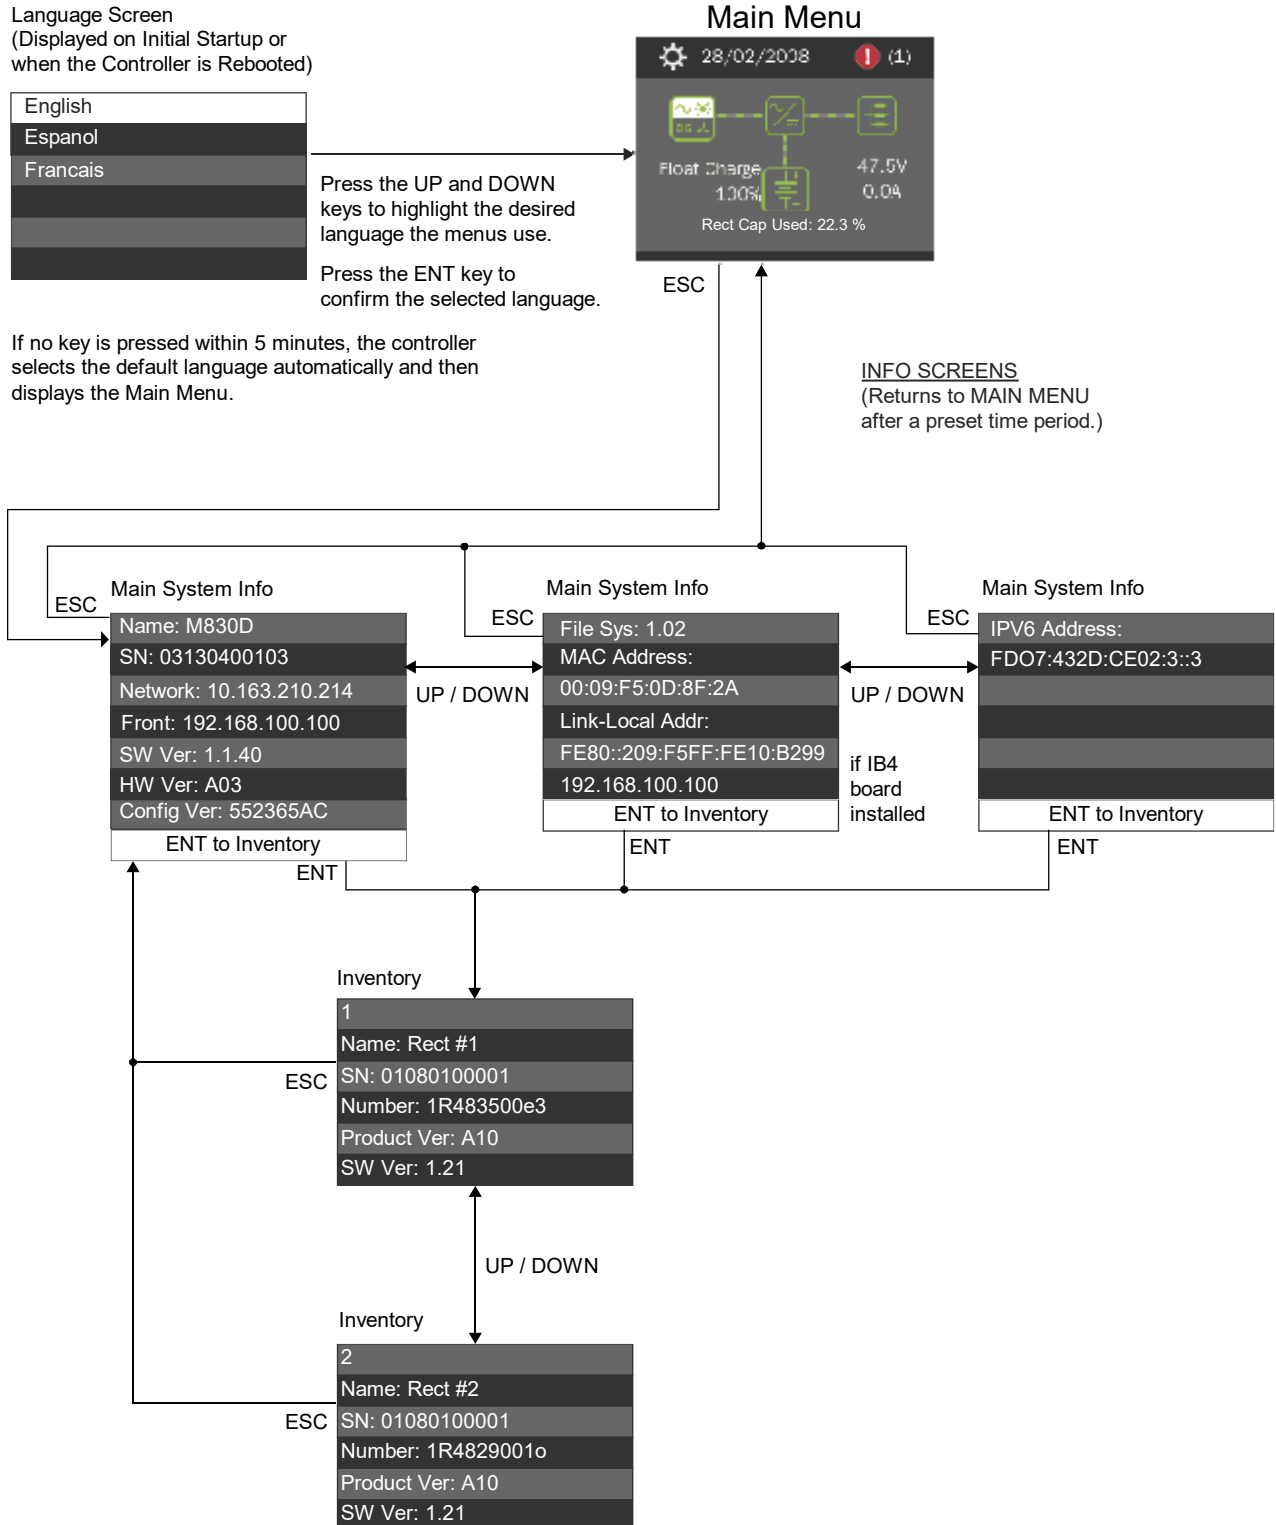 Language Screen
(Displayed on Initial Startup or
when the Controller is Rebooted)
English
Espanol
Francais
Press the UP and DOWN
keys to highlight the desired
language the menus use.
Press the ENT key to
confirm the selected language.
If no key is pressed within 5 minutes, the controller
selects the default language automatically and then
displays the Main Menu.
Main Menu
28/02/2008
(1)
DG
Float Charge
100%
47.5V
0.0A
Rect Cap Used: 22.3 %
ESC
INFO SCREENS
(Returns to MAIN MENU
after a preset time period.)
Main System Info
ESC
Name: M830D
SN: 03130400103
Network: 10.163.210.214
Front: 192.168.100.100
SW Ver: 1.1.40
HW Ver: A03
Config Ver: 552365AC
ENT to Inventory
ENT
UP / DOWN
Main System Info
ESC
File Sys: 1.02
MAC Address:
00:09:F5:0D:8F:2A
Link-Local Addr:
FE80::209:F5FF:FE10:B299
192.168.100.100
ENT to Inventory
ENT
UP / DOWN
if IB4
board
installed
Main System Info
ESC
IPV6 Address:
FDO7:432D:CE02:3::3
ENT to Inventory
ENT
Inventory
1
Name: Rect #1
SN: 01080100001
Number: 1R483500e3
Product Ver: A10
SW Ver: 1.21
ESC
UP / DOWN
Inventory
2
Name: Rect #2
SN: 01080100001
Number: 1R4829001o
Product Ver: A10
SW Ver: 1.21
ESC